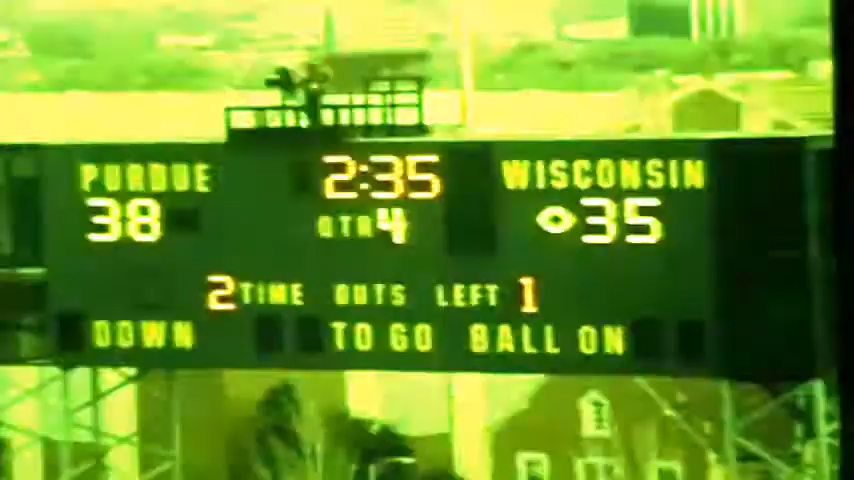 PURDUE 2:35 WISCONSIN
38 QTR 4 35
2 TIME OUTS LEFT 1
DOWN TO GO BALL ON